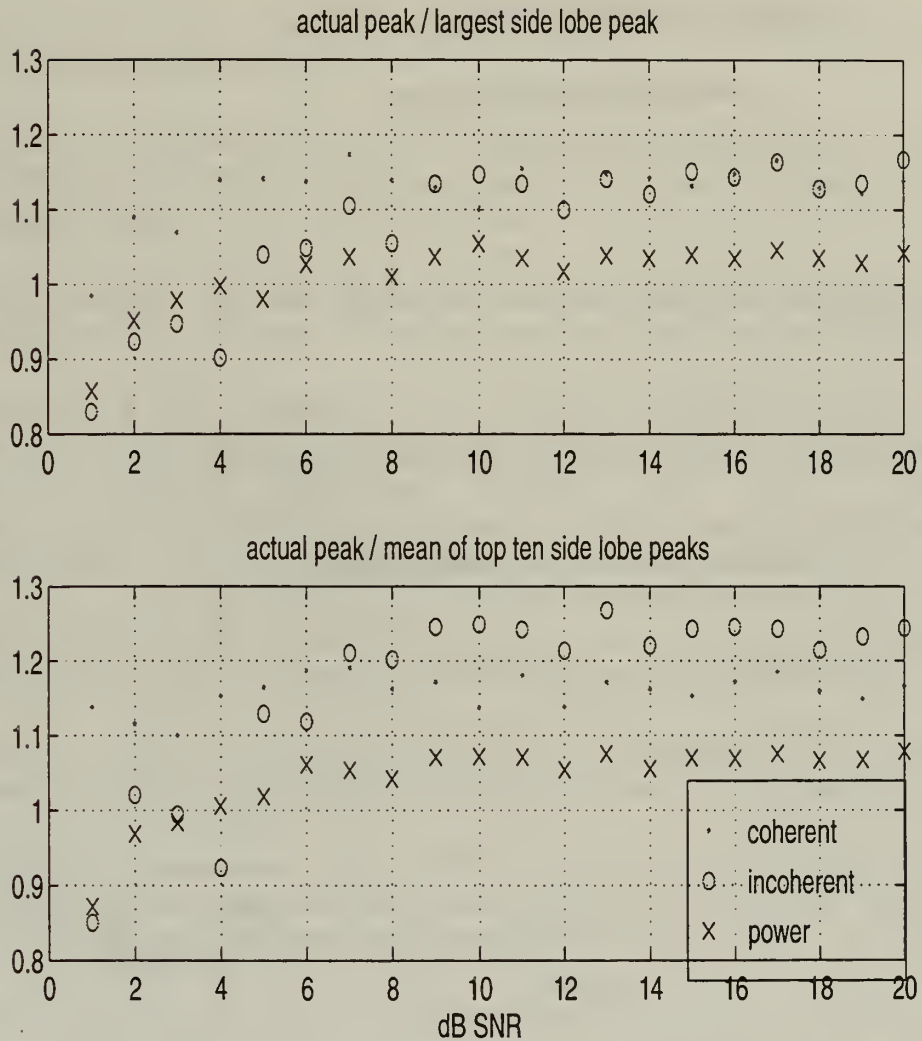 actual peak / largest side lobe peak
1.3
1.2
1.1
1
0.9
0.8
0 2 4 6 8 10 12 14 16 18 20
actual peak / mean of top ten side lobe peaks
1.3
1.2
1.1
1
0.9
0.8
coherent
incoherent
power
0 2 4 6 8 10 12 14 16 18 20
dB SNR